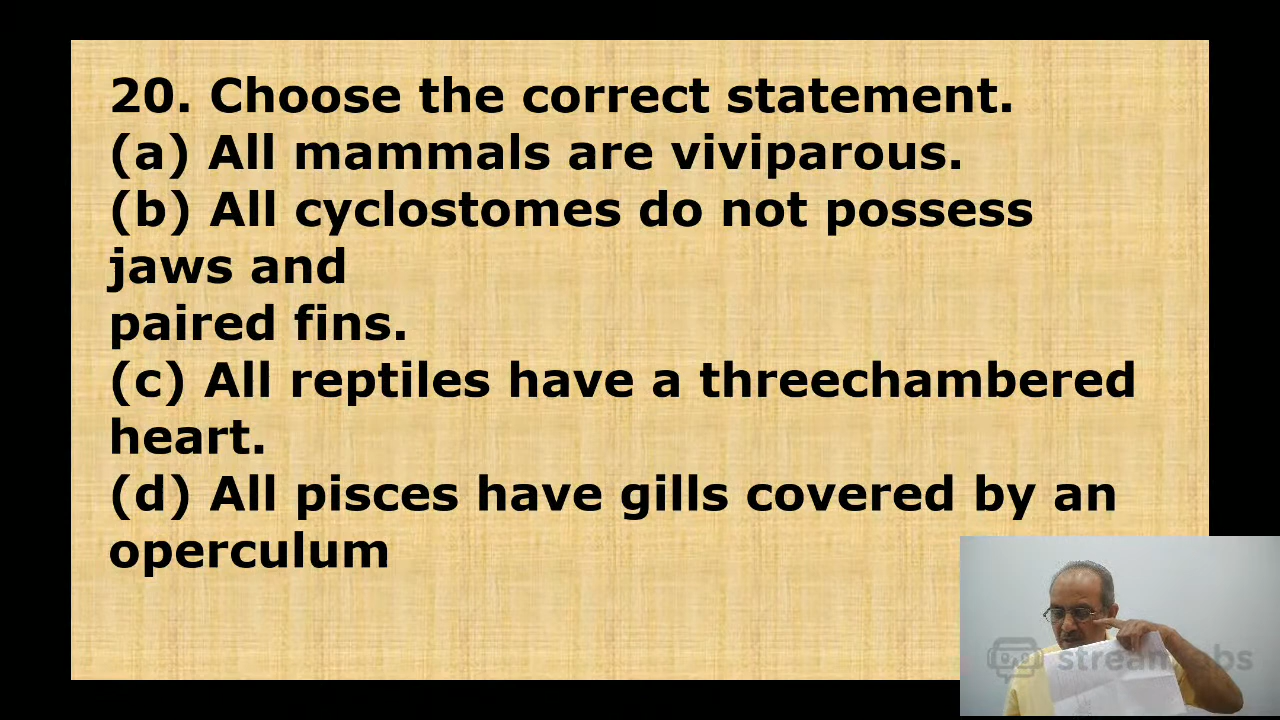 20. Choose the correct statement.
(a) All mammals are viviparous.
(b) All cyclostomes do not possess
jaws and
paired fins.
(c) All reptiles have a threechambered
heart.
(d) All pisces have gills covered by an
operculum